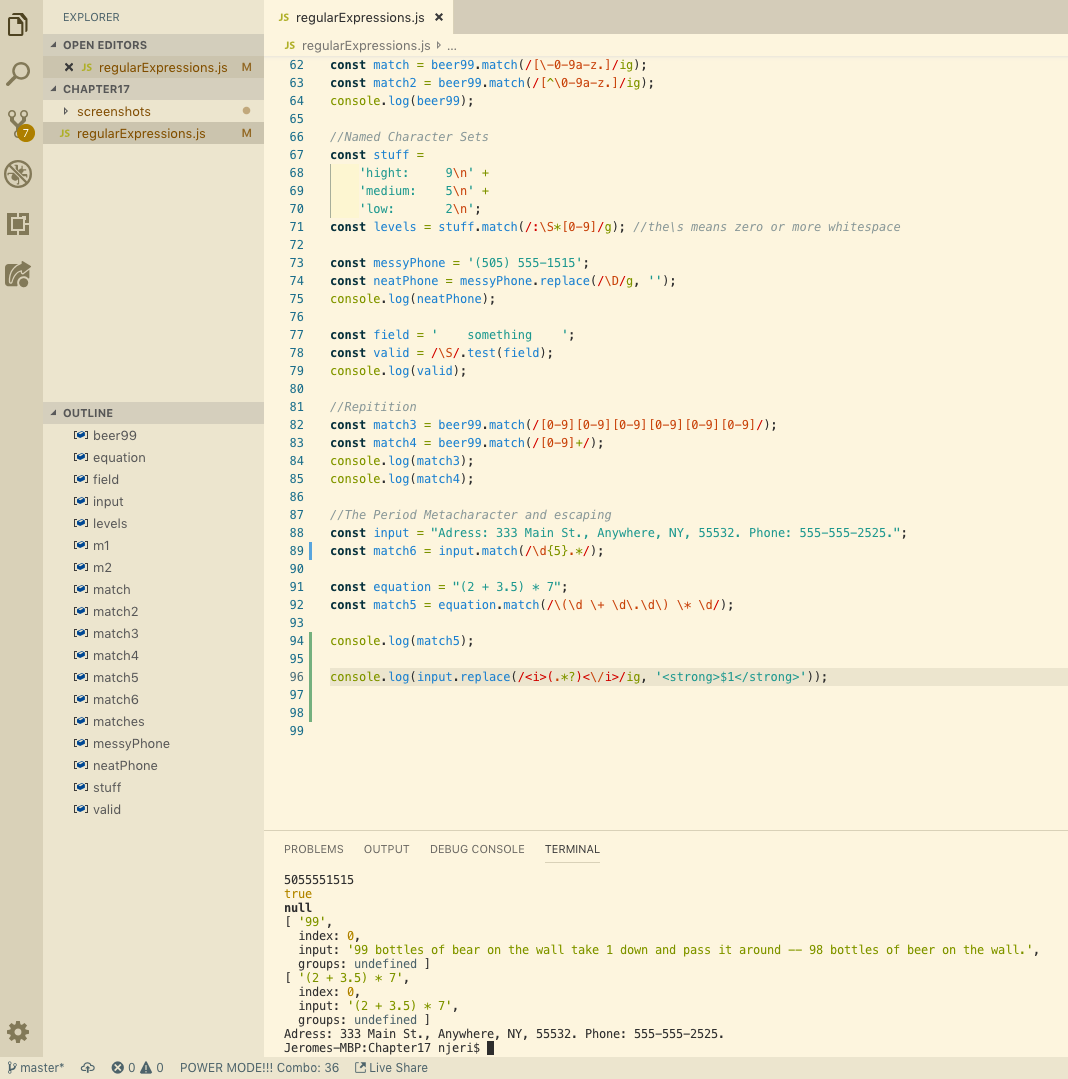 EXPLORER
OPEN EDITORS
JS regularExpressions.js M
CHAPTER17
screenshots
JS regularExpressions.js M
7
OUTLINE
beer99
equation
field
input
levels
m1
m2
match
match2
match3
match4
match5
match6
matches
messyPhone
neatPhone
stuff
valid
JS regularExpressions.js
JS regularExpressions.js ...
62 const match = beer99.match(/[\-0-9a-z.]/ig);
63 const match2 = beer99.match(/[^\0-9a-z.]/ig);
64 console.log(beer99);
65
66 //Named Character Sets
67 const stuff =
68     'hight:     9\n' +
69     'medium:    5\n' +
70     'low:       2\n';
71 const levels = stuff.match(/:\S*[0-9]/g); //the\s means zero or more whitespace
72
73 const messyPhone = '(505) 555-1515';
74 const neatPhone = messyPhone.replace(/\D/g, '');
75 console.log(neatPhone);
76
77 const field = '    something    ';
78 const valid = /\S/.test(field);
79 console.log(valid);
80
81 //Repitition
82 const match3 = beer99.match(/[0-9][0-9][0-9][0-9][0-9][0-9]/);
83 const match4 = beer99.match(/[0-9]+/);
84 console.log(match3);
85 console.log(match4);
86
87 //The Period Metacharacter and escaping
88 const input = "Adress: 333 Main St., Anywhere, NY, 55532. Phone: 555-555-2525.";
89 const match6 = input.match(/\d{5}.*/);
90
91 const equation = "(2 + 3.5) * 7";
92 const match5 = equation.match(/\(\d \+ \d\.\d\) \* \d/);
93
94 console.log(match5);
95
96 console.log(input.replace(/<i>(.*?)<\/i>/ig, '<strong>$1</strong>'));
97
98
99
PROBLEMS OUTPUT DEBUG CONSOLE TERMINAL
5055551515
true
null
[ '99',
  index: 0,
  input: '99 bottles of bear on the wall take 1 down and pass it around -- 98 bottles of beer on the wall.',
  groups: undefined ]
[ '(2 + 3.5) * 7',
  index: 0,
  input: '(2 + 3.5) * 7',
  groups: undefined ]
Adress: 333 Main St., Anywhere, NY, 55532. Phone: 555-555-2525.
Jeromes-MBP:Chapter17 njeri$
master* 0 0 POWER MODE!!! Combo: 36 Live Share